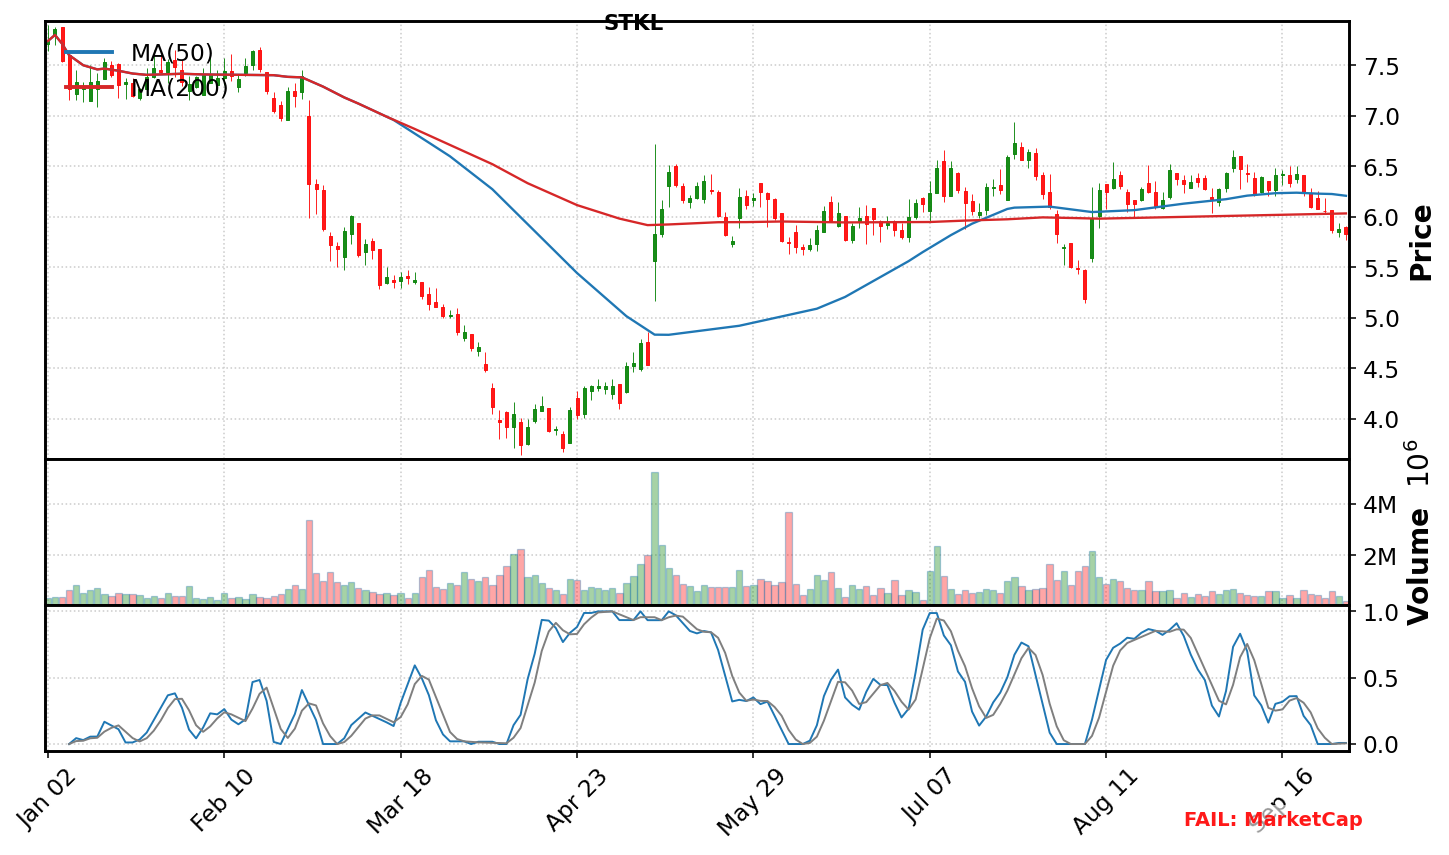 STKL
MA(50)
MA(200)
7.5
7.0
6.5
6.0
5.5
5.0
4.5
4.0
Price
4M
2M
Volume 10⁶
1.0
0.5
0.0
Jan 02
Feb 10
Mar 18
Apr 23
May 29
Jul 07
Aug 11
Sep 16
FAIL: MarketCap